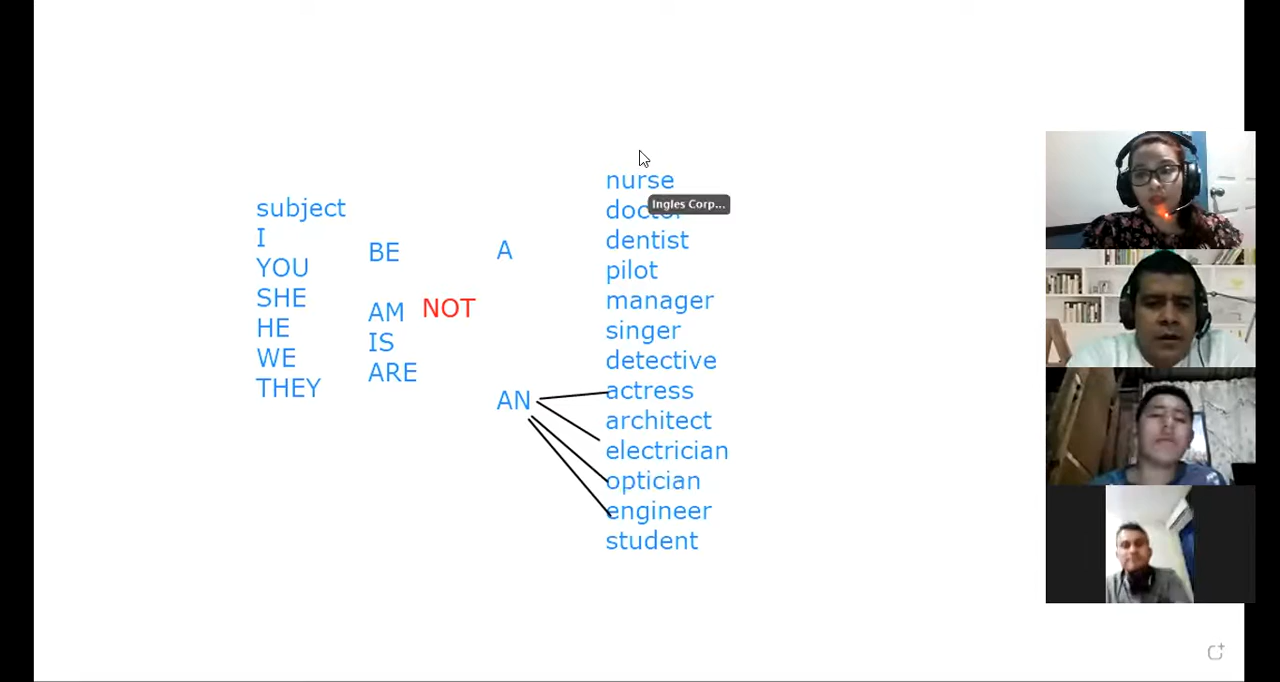 subject
I
YOU
SHE
HE
WE
THEY
BE
AM NOT
IS
ARE
A
AN
nurse
doctor
Ingles Corp...
dentist
pilot
manager
singer
detective
actress
architect
electrician
optician
engineer
student